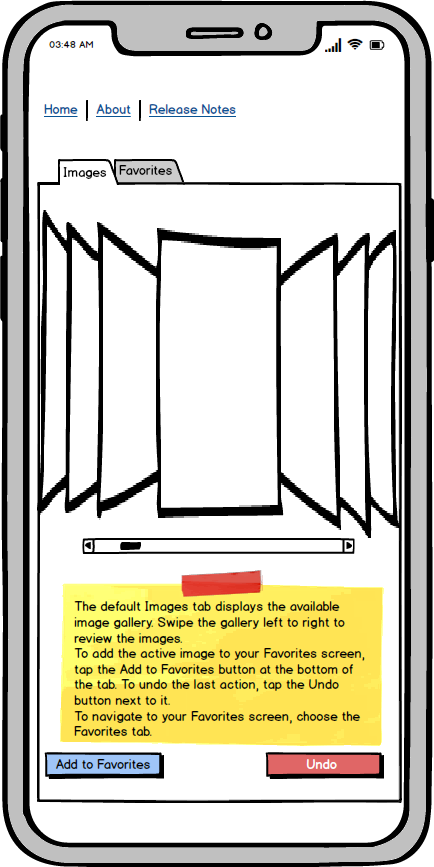 03:48 AM
Home About Release Notes
Images Favorites
The default Images tab displays the available
image gallery. Swipe the gallery left to right to
review the images.
To add the active image to your Favorites screen,
tap the Add to Favorites button at the bottom of
the tab. To undo the last action, tap the Undo
button next to it.
To navigate to your Favorites screen, choose the
Favorites tab.
Add to Favorites Undo